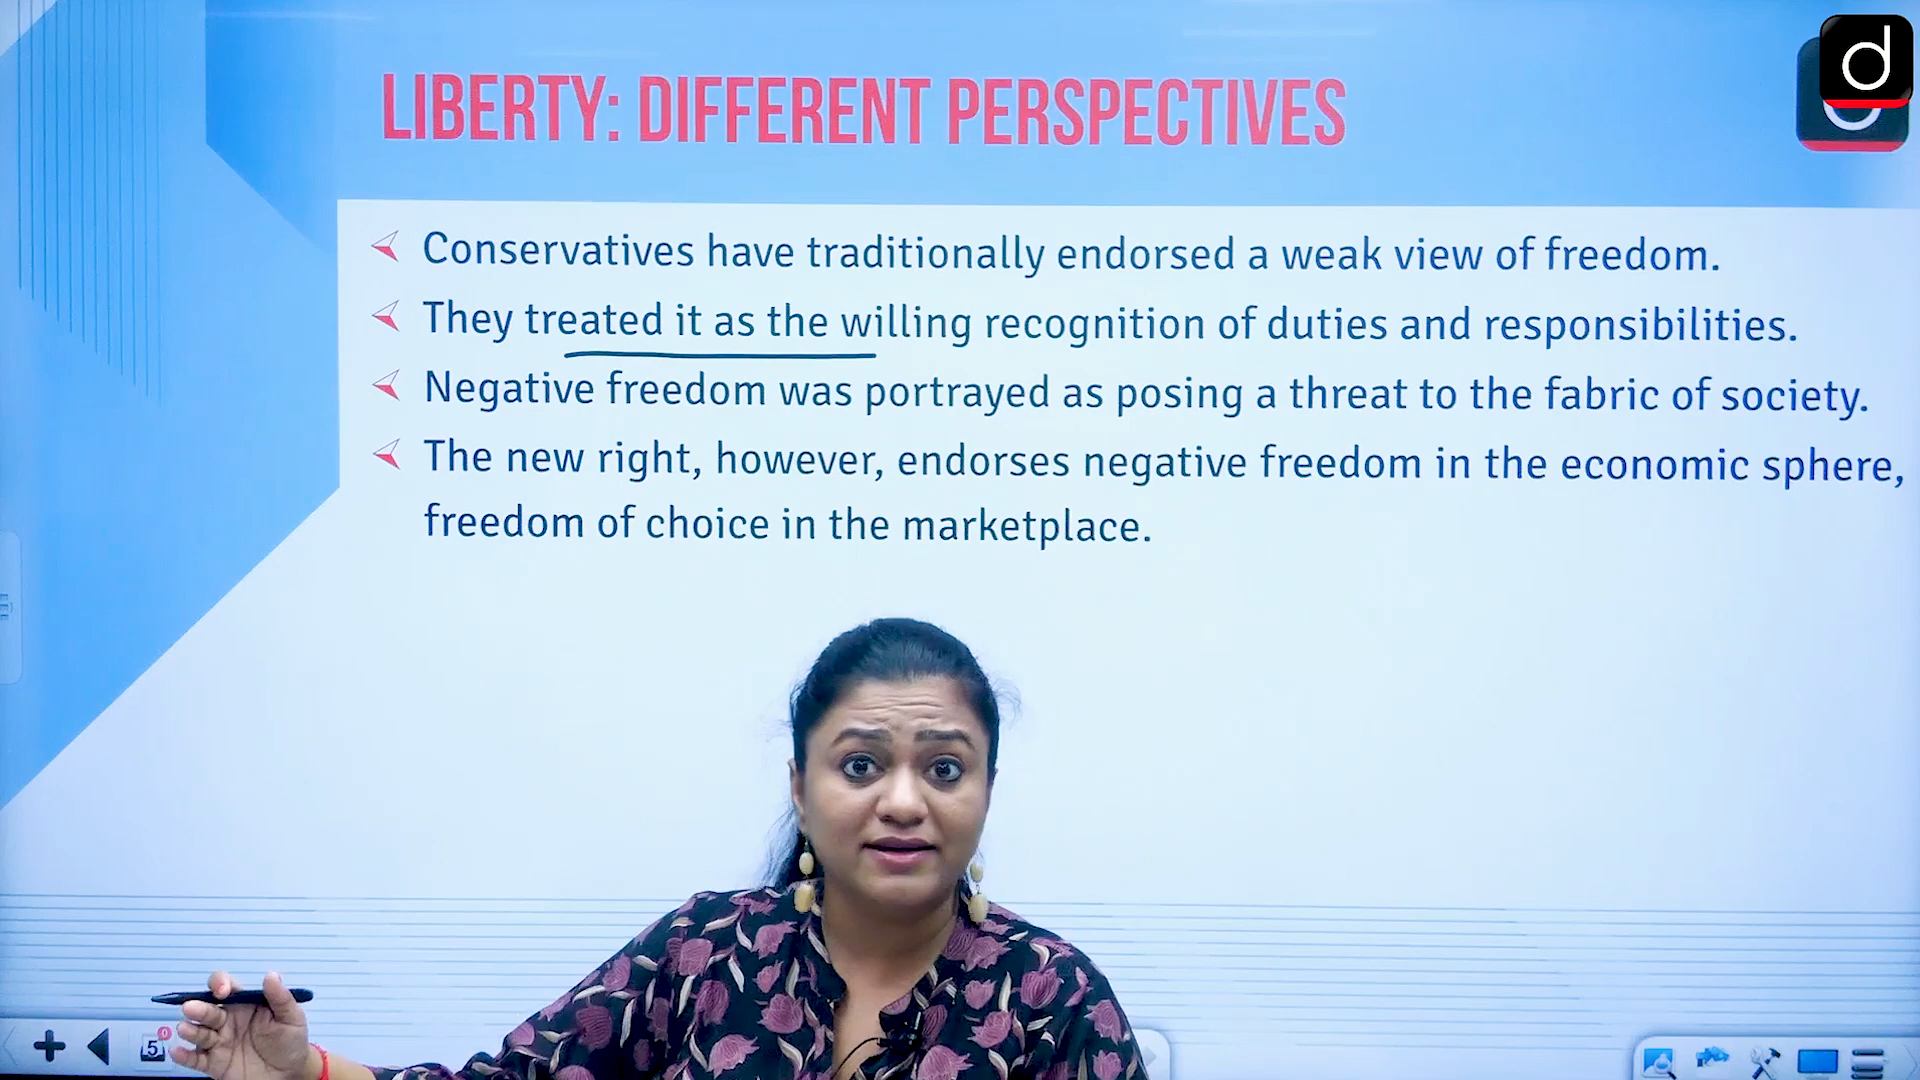 d
LIBERTY: DIFFERENT PERSPECTIVES
Conservatives have traditionally endorsed a weak view of freedom.
They treated it as the willing recognition of duties and responsibilities.
Negative freedom was portrayed as posing a threat to the fabric of society.
The new right, however, endorses negative freedom in the economic sphere,
freedom of choice in the marketplace.
5
0